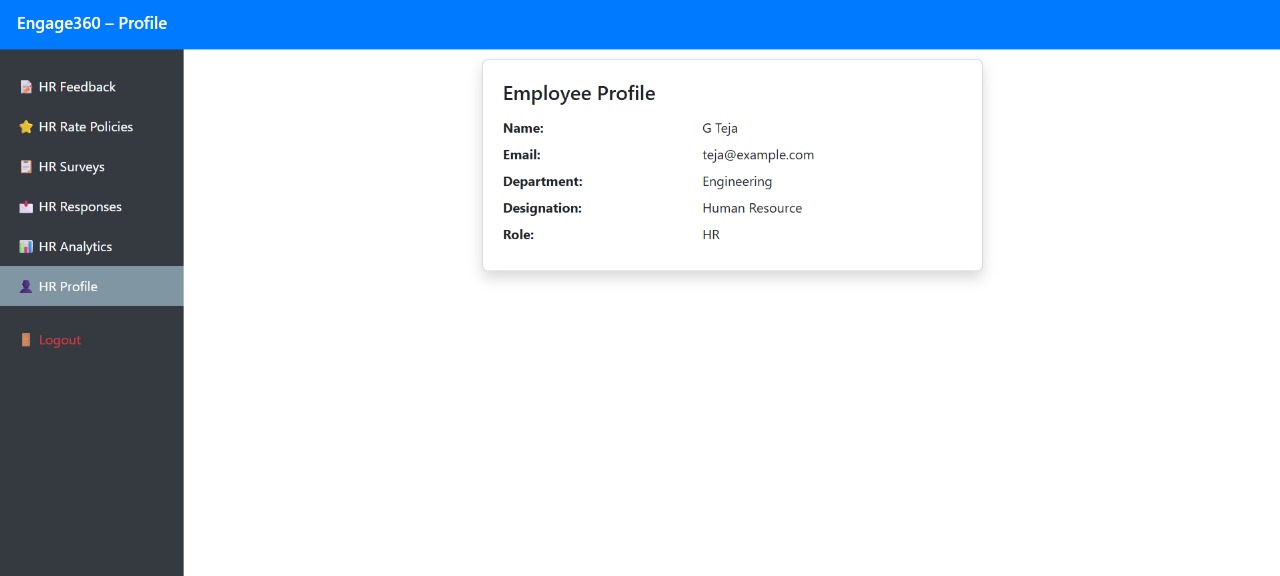 Engage360 – Profile
HR Feedback
HR Rate Policies
HR Surveys
HR Responses
HR Analytics
HR Profile
Logout
Employee Profile
Name: G Teja
Email: teja@example.com
Department: Engineering
Designation: Human Resource
Role: HR